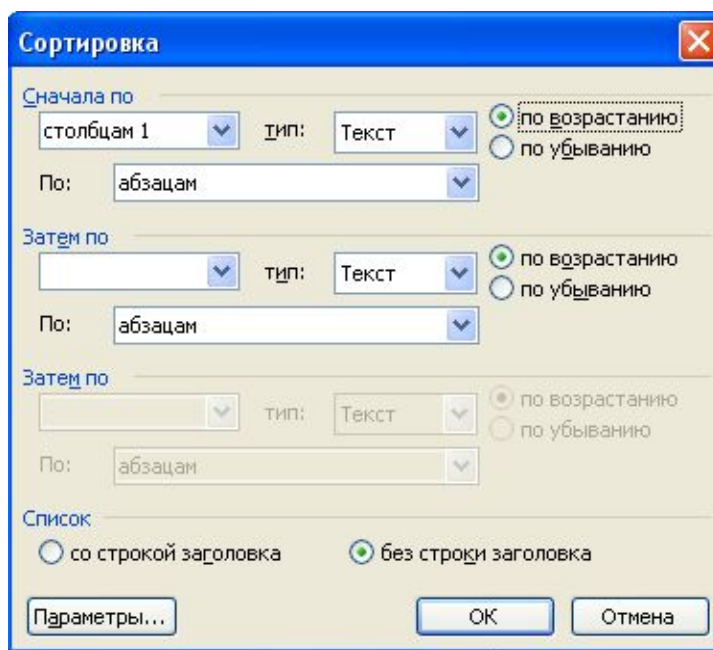 Сортировка
Сначала по
столбцам 1 тип: Текст по возрастанию
по убыванию
По: абзацам
Затем по
тип: Текст по возрастанию
по убыванию
По: абзацам
Затем по
тип: Текст по возрастанию
по убыванию
По: абзацам
Список
со строкой заголовка без строки заголовка
Параметры... ОК Отмена